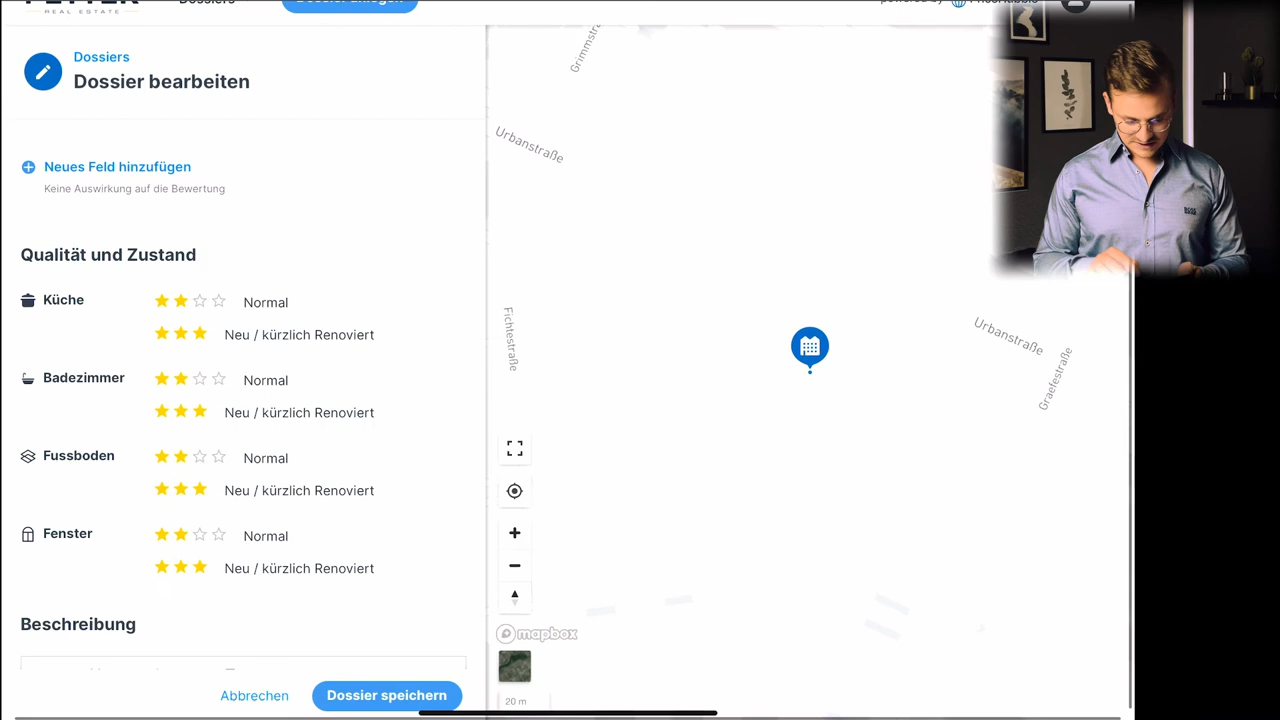 REAL ESTATE
Dossiers
Dossier bearbeiten
Neues Feld hinzufügen
Keine Auswirkung auf die Bewertung
Qualität und Zustand
Küche
Normal
Neu / kürzlich Renoviert
Badezimmer
Normal
Neu / kürzlich Renoviert
Fussboden
Normal
Neu / kürzlich Renoviert
Fenster
Normal
Neu / kürzlich Renoviert
Beschreibung
Abbrechen
Dossier speichern
Urbanstraße
Fichtestraße
Urbanstraße
Graefestraße
mapbox
20 m